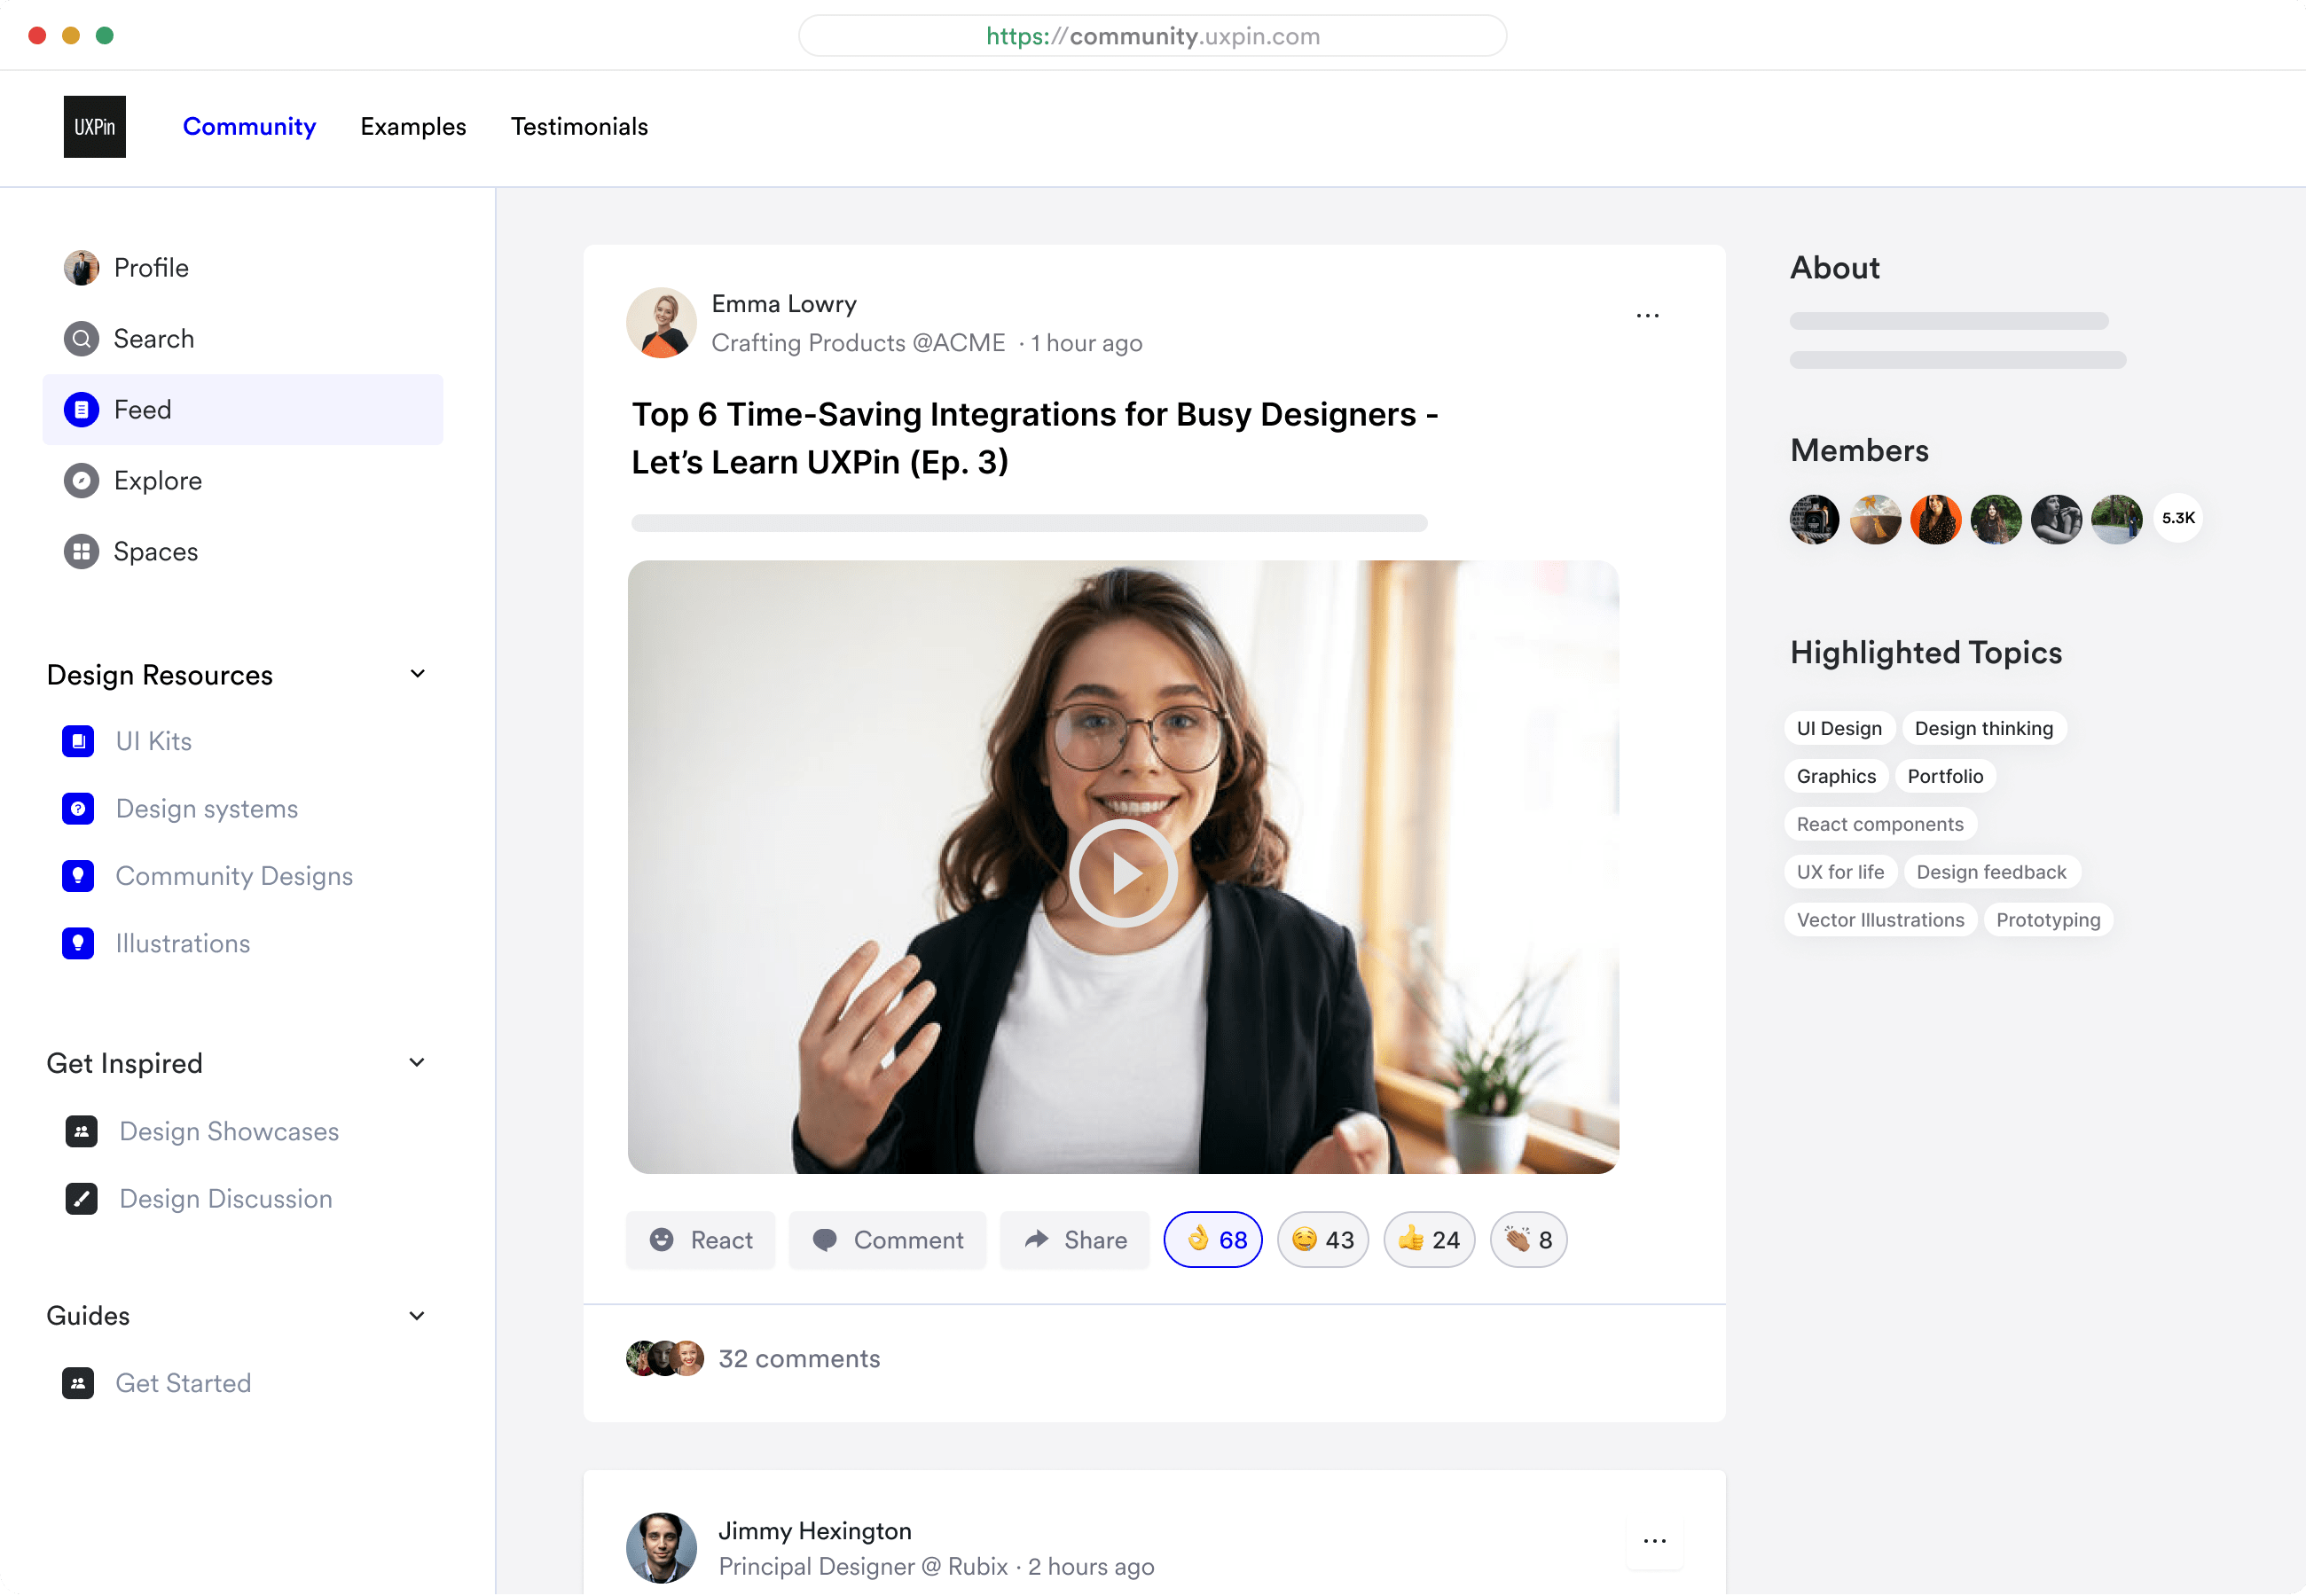 https://community.uxpin.com
UXPin
Community
Examples
Testimonials
Profile
Search
Feed
Explore
Spaces
Design Resources
UI Kits
Design systems
Community Designs
Illustrations
Get Inspired
Design Showcases
Design Discussion
Guides
Get Started
Emma Lowry
Crafting Products @ACME · 1 hour ago
Top 6 Time-Saving Integrations for Busy Designers -
Let’s Learn UXPin (Ep. 3)
React
Comment
Share
👌 68
🤤 43
👍 24
👏🏽 8
32 comments
Jimmy Hexington
Principal Designer @ Rubix · 2 hours ago
About
Members
5.3K
Highlighted Topics
UI Design
Design thinking
Graphics
Portfolio
React components
UX for life
Design feedback
Vector Illustrations
Prototyping